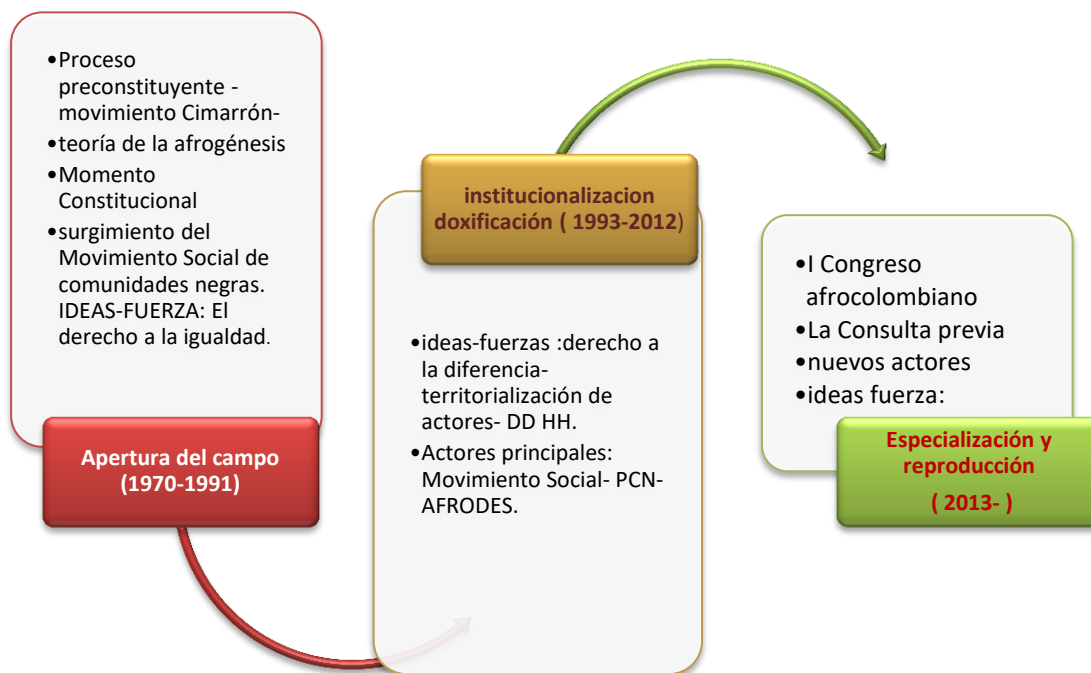 •Proceso
preconstituyente -
movimiento Cimarrón-
•teoría de la afrogénesis
•Momento
Constitucional
•surgimiento del
Movimiento Social de
comunidades negras.
IDEAS-FUERZA: El
derecho a la igualdad.
Apertura del campo
(1970-1991)
institucionalizacion
doxificación ( 1993-2012)
•ideas-fuerzas :derecho a
la diferencia-
territorialización de
actores- DD HH.
•Actores principales:
Movimiento Social- PCN-
AFRODES.
•I Congreso
afrocolombiano
•La Consulta previa
•nuevos actores
•ideas fuerza:
Especialización y
reproducción
( 2013- )